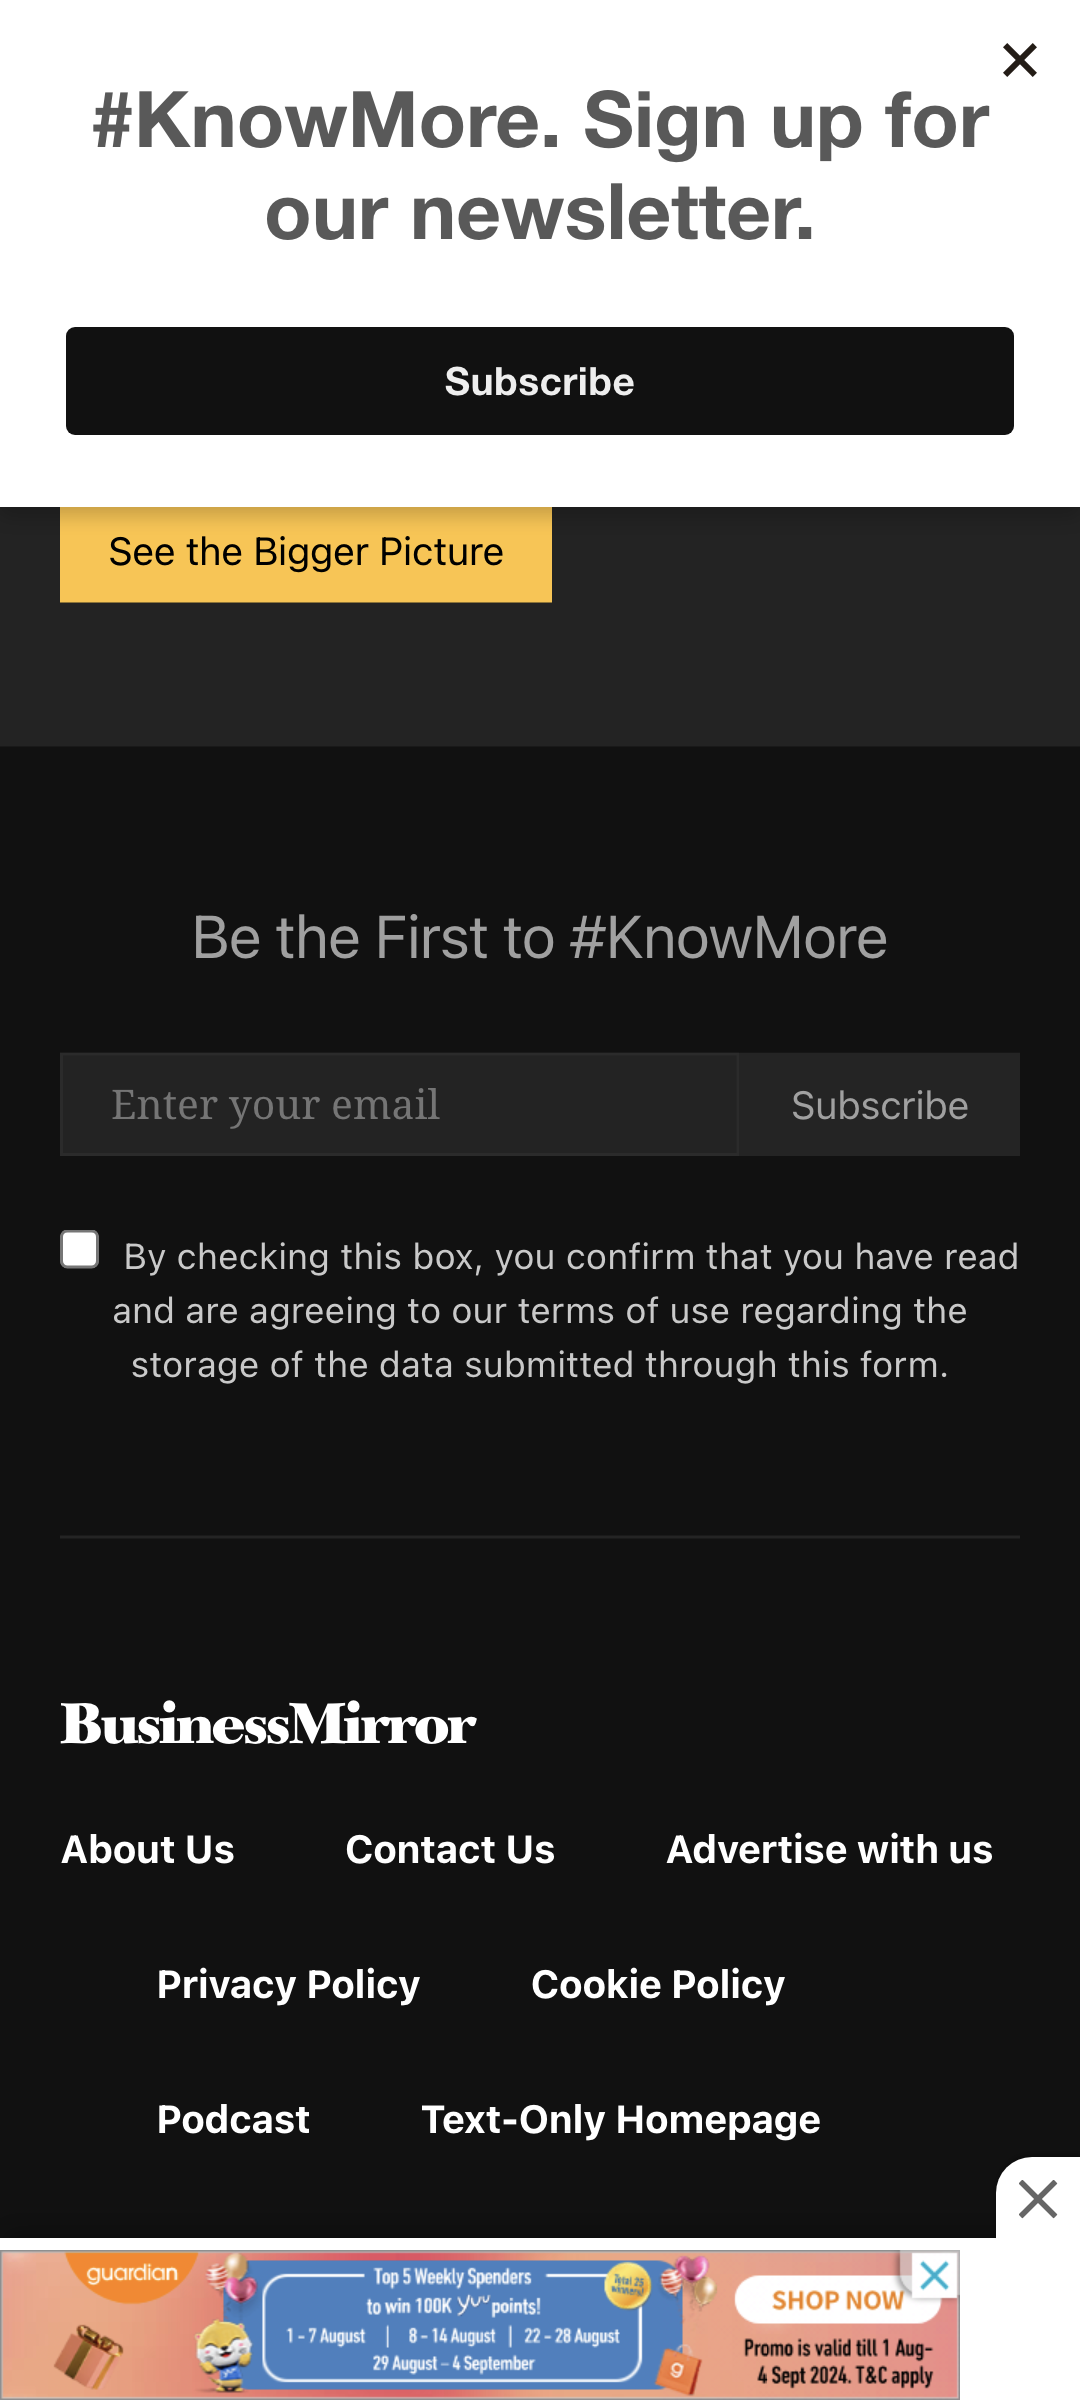 #KnowMore. Sign up for
our newsletter.
Subscribe
See the Bigger Picture
Be the First to #KnowMore
Enter your email
Subscribe
By checking this box, you confirm that you have read
and are agreeing to our terms of use regarding the
storage of the data submitted through this form.
BusinessMirror
About Us
Contact Us
Advertise with us
Privacy Policy
Cookie Policy
Podcast
Text-Only Homepage
guardian
Top 5 Weekly Spenders
to win 100K yuu points!
1 - 7 August | 8 - 14 August | 22 - 28 August
29 August - 4 September
Total 25
winners!
g
SHOP NOW
Promo is valid till 1 Aug-
4 Sept 2024. T&C apply